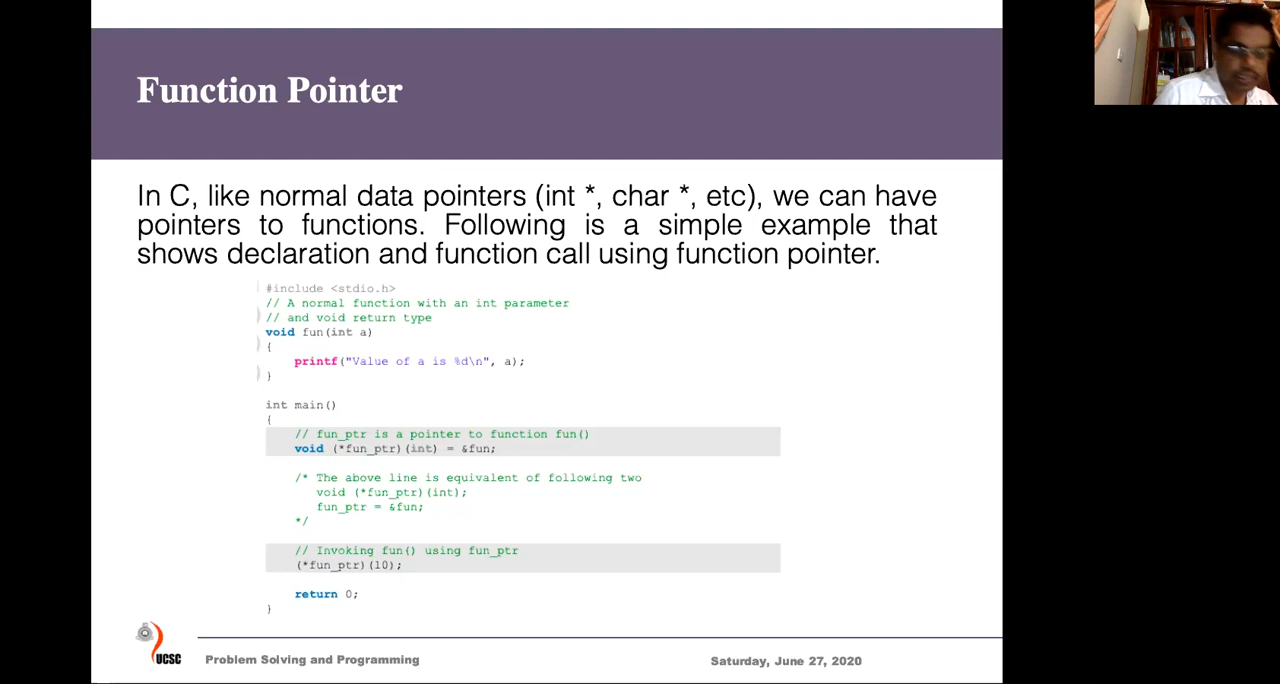 Function Pointer
In C, like normal data pointers (int *, char *, etc), we can have
pointers to functions. Following is a simple example that
shows declaration and function call using function pointer.
#include <stdio.h>
// A normal function with an int parameter
// and void return type
void fun(int a)
{
printf("Value of a is %d\n", a);
}
int main()
{
// fun_ptr is a pointer to function fun()
void (*fun_ptr)(int) = &fun;
/* The above line is equivalent of following two
void (*fun_ptr)(int);
fun_ptr = &fun;
*/
// Invoking fun() using fun_ptr
(*fun_ptr)(10);
return 0;
}
UCSC
Problem Solving and Programming
Saturday, June 27, 2020